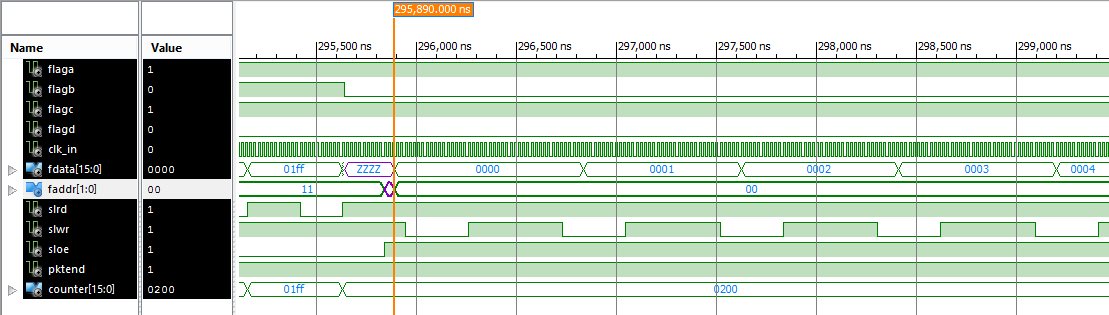 295,890.000 ns
Name Value
295,500 ns 296,000 ns 296,500 ns 297,000 ns 297,500 ns 298,000 ns 298,500 ns 299,000 ns
flaga 1
flagb 0
flagc 1
flagd 0
clk_in 0
fdata[15:0] 0000 01ff ZZZZ 0000 0001 0002 0003 0004
faddr[1:0] 00 11 00
slrd 1
slwr 1
sloe 1
pktend 1
counter[15:0] 0200 01ff 0200